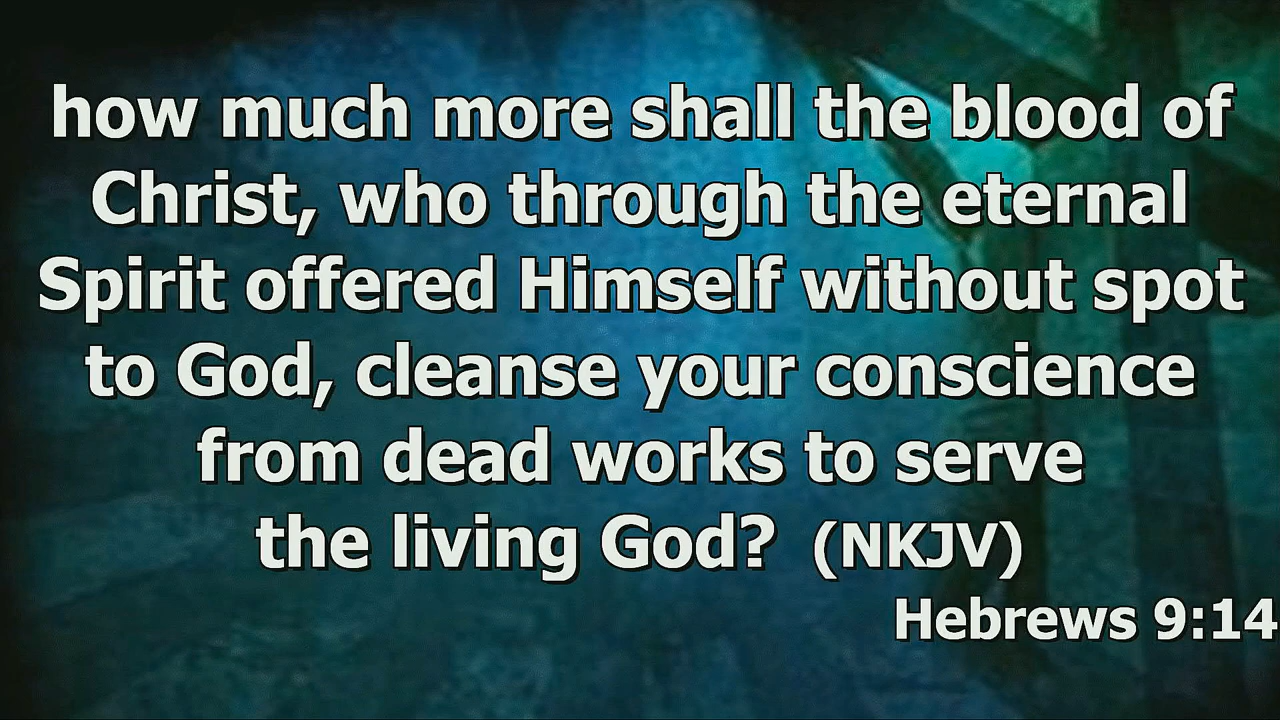 how much more shall the blood of
Christ, who through the eternal
Spirit offered Himself without spot
to God, cleanse your conscience
from dead works to serve
the living God? (NKJV)
Hebrews 9:14